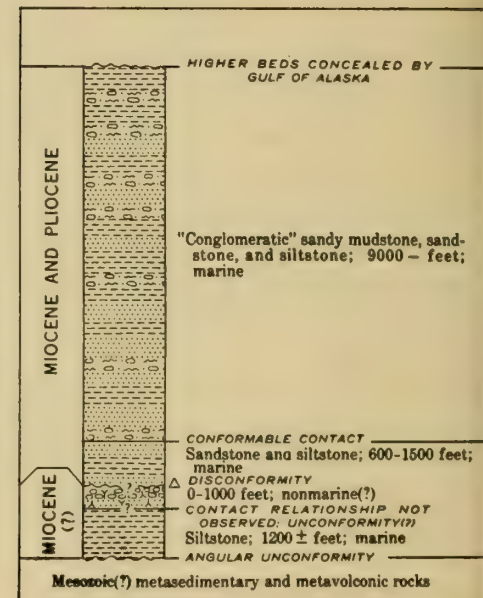 HIGHER BEDS CONCEALED BY
GULF OF ALASKA
MIOCENE AND PLIOCENE
"Conglomeratic" sandy mudstone, sand-
stone, and siltstone; 9000 – feet;
marine
CONFORMABLE CONTACT
Sandstone and siltstone; 600-1500 feet;
marine
DISCONFORMITY
0-1000 feet; nonmarine(?)
CONTACT RELATIONSHIP NOT
OBSERVED; UNCONFORMITY(?)
MIOCENE
(?)
Siltstone; 1200 ± feet; marine
ANGULAR UNCONFORMITY
Mesozoic(?) metasedimentary and metavolconic rocks
?
?